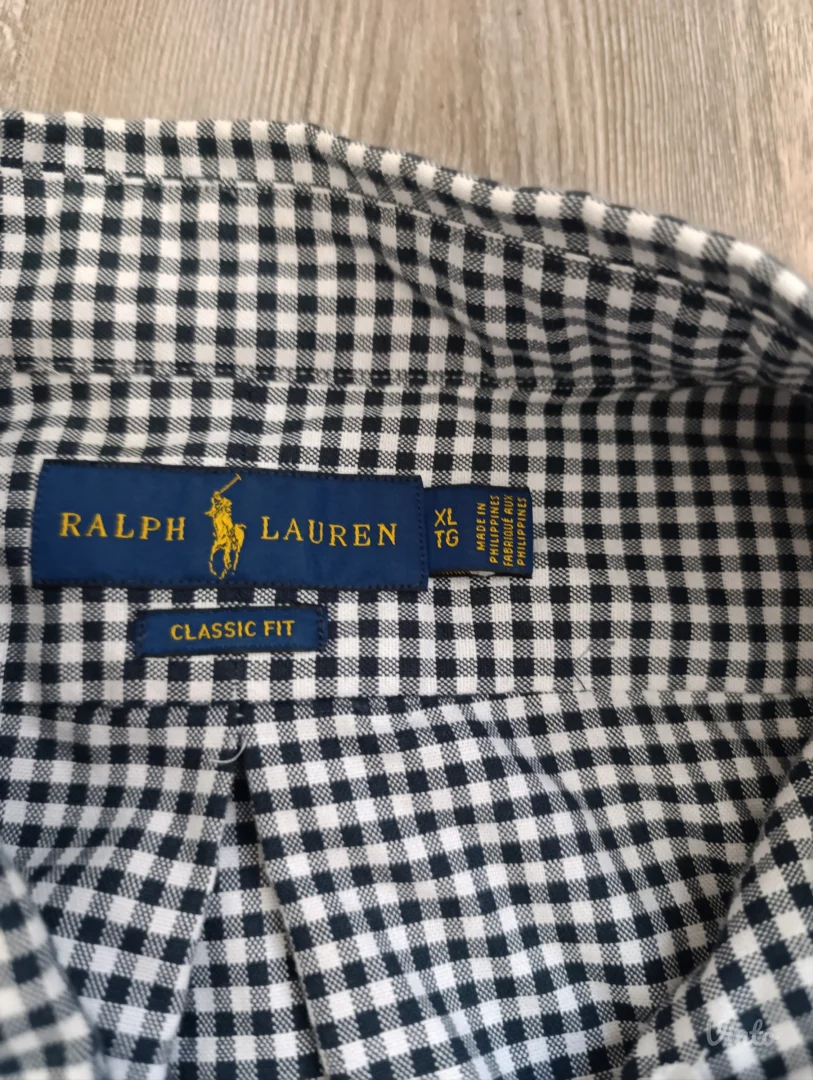 RALPH LAUREN
XL
TG
MADE IN
PHILIPPINES
FABRIQUÉ AUX
PHILIPPINES
CLASSIC FIT